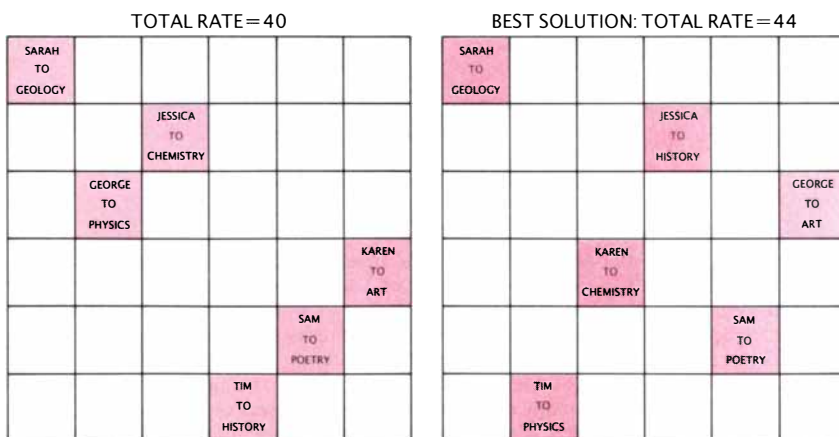 TOTAL RATE=40
SARAH
TO
GEOLOGY
JESSICA
TO
CHEMISTRY
GEORGE
TO
PHYSICS
KAREN
TO
ART
SAM
TO
POETRY
TIM
TO
HISTORY
BEST SOLUTION: TOTAL RATE=44
SARAH
TO
GEOLOGY
JESSICA
TO
HISTORY
GEORGE
TO
ART
KAREN
TO
CHEMISTRY
SAM
TO
POETRY
TIM
TO
PHYSICS